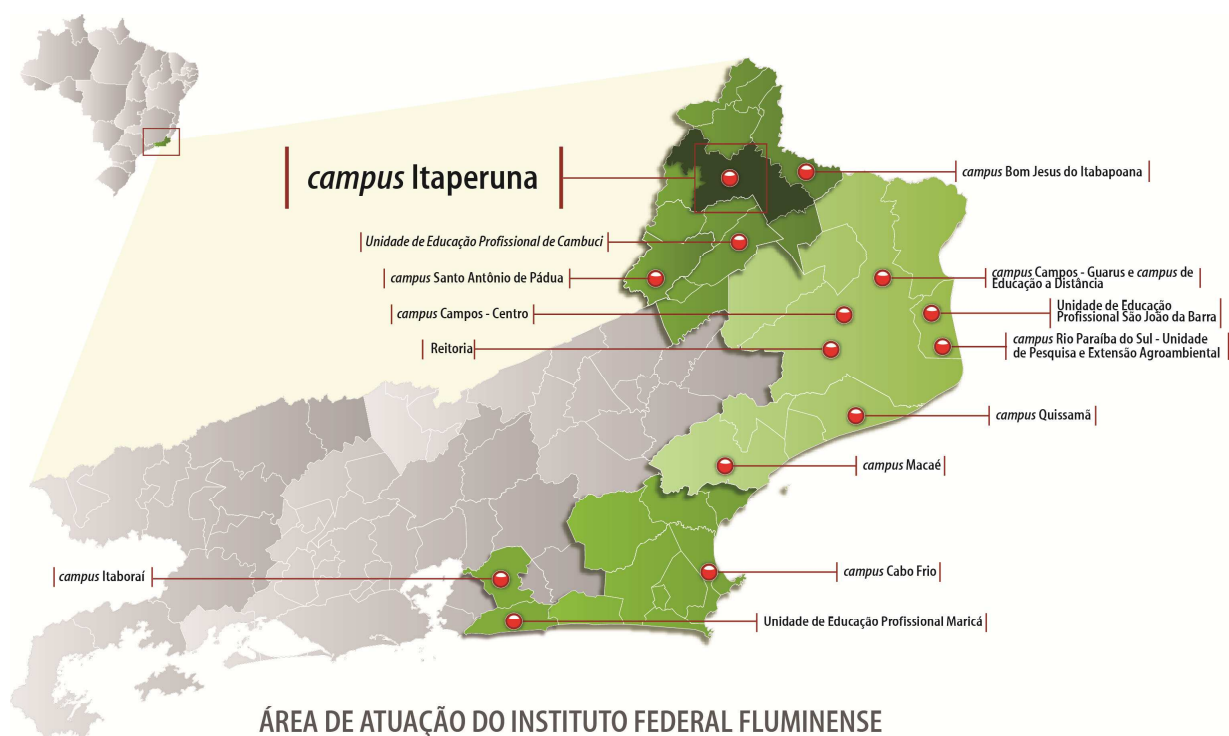 campus Itaperuna
campus Bom Jesus do Itabapoana
Unidade de Educação Profissional de Cambuci
campus Santo Antônio de Pádua
campus Campos - Guarus e campus de
Educação a Distância
campus Campos - Centro
Unidade de Educação
Profissional São João da Barra
Reitoria
campus Rio Paraíba do Sul - Unidade
de Pesquisa e Extensão Agroambiental
campus Quissamã
campus Macaé
campus Itaboraí
campus Cabo Frio
Unidade de Educação Profissional Maricá
ÁREA DE ATUAÇÃO DO INSTITUTO FEDERAL FLUMINENSE